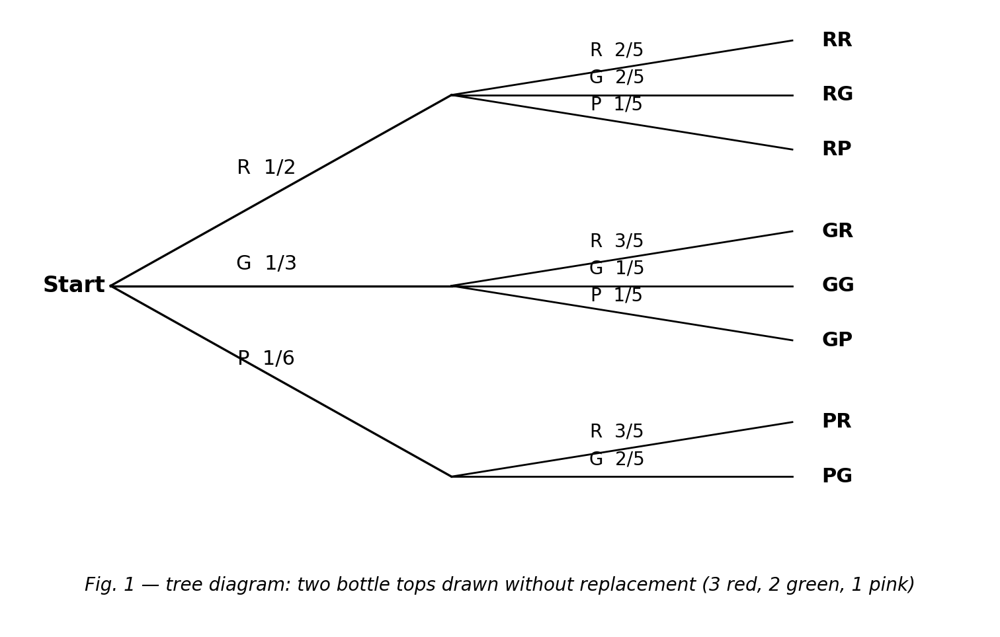 R 2/5
RR
G 2/5
RG
P 1/5
RP
R 1/2
R 3/5
GR
G 1/3
G 1/5
Start
GG
P 1/5
GP
P 1/6
R 3/5
PR
G 2/5
PG
Fig. 1 — tree diagram: two bottle tops drawn without replacement (3 red, 2 green, 1 pink)